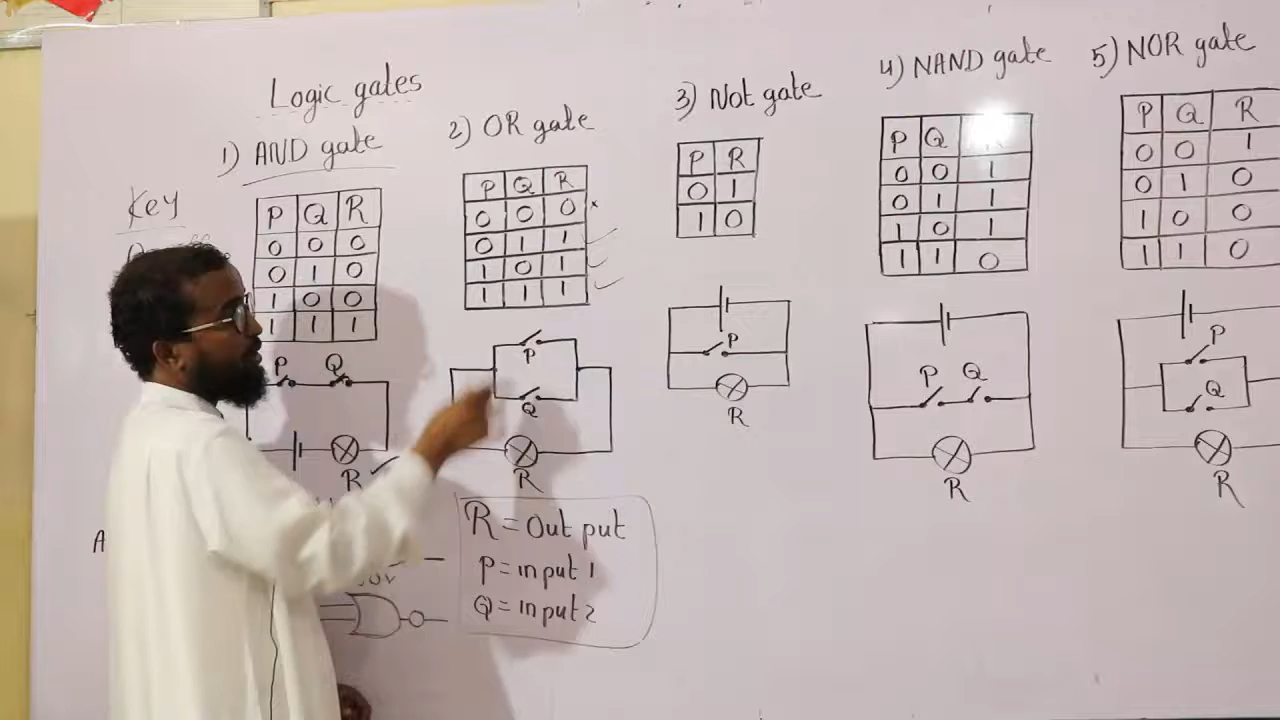 Logic gates
Key
1) AND gate
P Q R
0 0 0
0 1 0
1 0 0
1 1 1
P Q
R
2) OR gate
P Q R
0 0 0 x
0 1 1 ✓
1 0 1 ✓
1 1 1 ✓
P
Q
R
3) Not gate
P R
0 1
1 0
P
R
4) NAND gate
P Q
0 0 1
0 1 1
1 0 1
1 1 0
P Q
R
5) NOR gate
P Q R
0 0 1
0 1 0
1 0 0
1 1 0
P
Q
R
A
R = Out put
P = input 1
Q = input 2